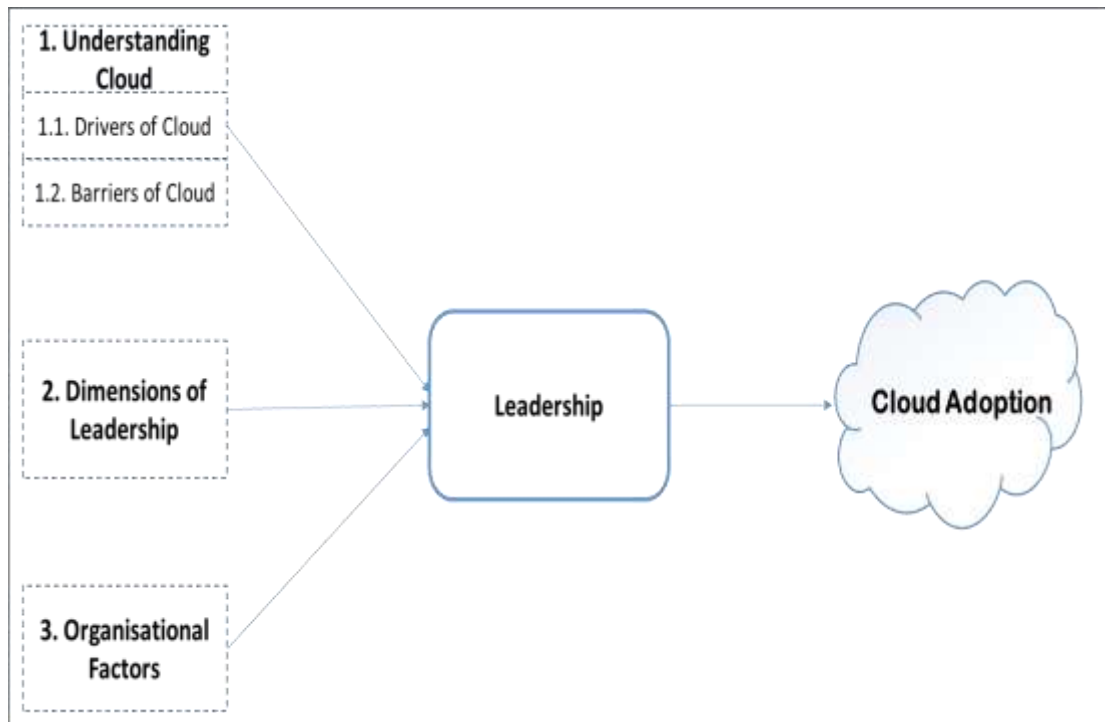 1. Understanding
Cloud
1.1. Drivers of Cloud
1.2. Barriers of Cloud
2. Dimensions of
Leadership
Leadership
Cloud Adoption
3. Organisational
Factors